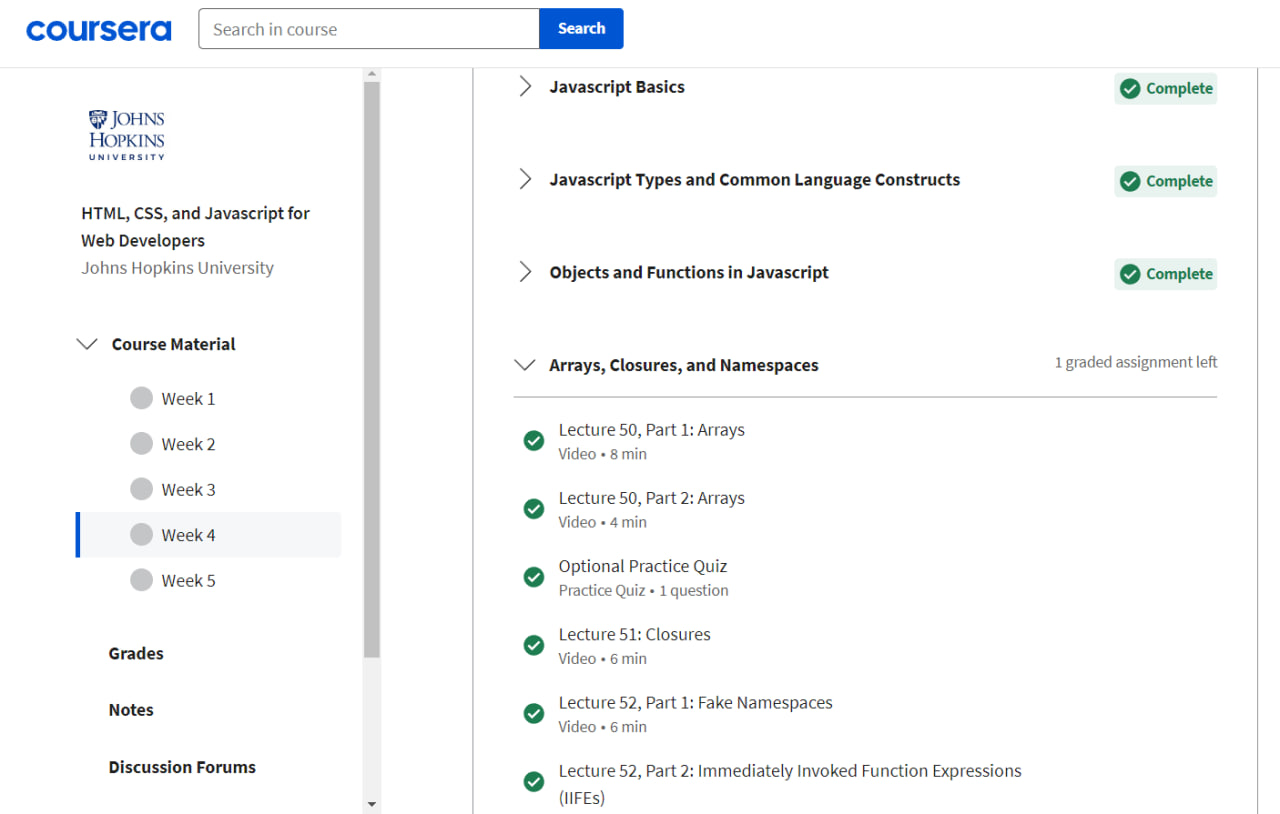 coursera
Search in course
Search
JOHNS
HOPKINS
UNIVERSITY
HTML, CSS, and Javascript for
Web Developers
Johns Hopkins University
Course Material
Week 1
Week 2
Week 3
Week 4
Week 5
Grades
Notes
Discussion Forums
Javascript Basics
Complete
Javascript Types and Common Language Constructs
Complete
Objects and Functions in Javascript
Complete
Arrays, Closures, and Namespaces
1 graded assignment left
Lecture 50, Part 1: Arrays
Video • 8 min
Lecture 50, Part 2: Arrays
Video • 4 min
Optional Practice Quiz
Practice Quiz • 1 question
Lecture 51: Closures
Video • 6 min
Lecture 52, Part 1: Fake Namespaces
Video • 6 min
Lecture 52, Part 2: Immediately Invoked Function Expressions
(IIFEs)